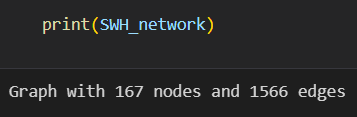 print(SWH_network)
Graph with 167 nodes and 1566 edges